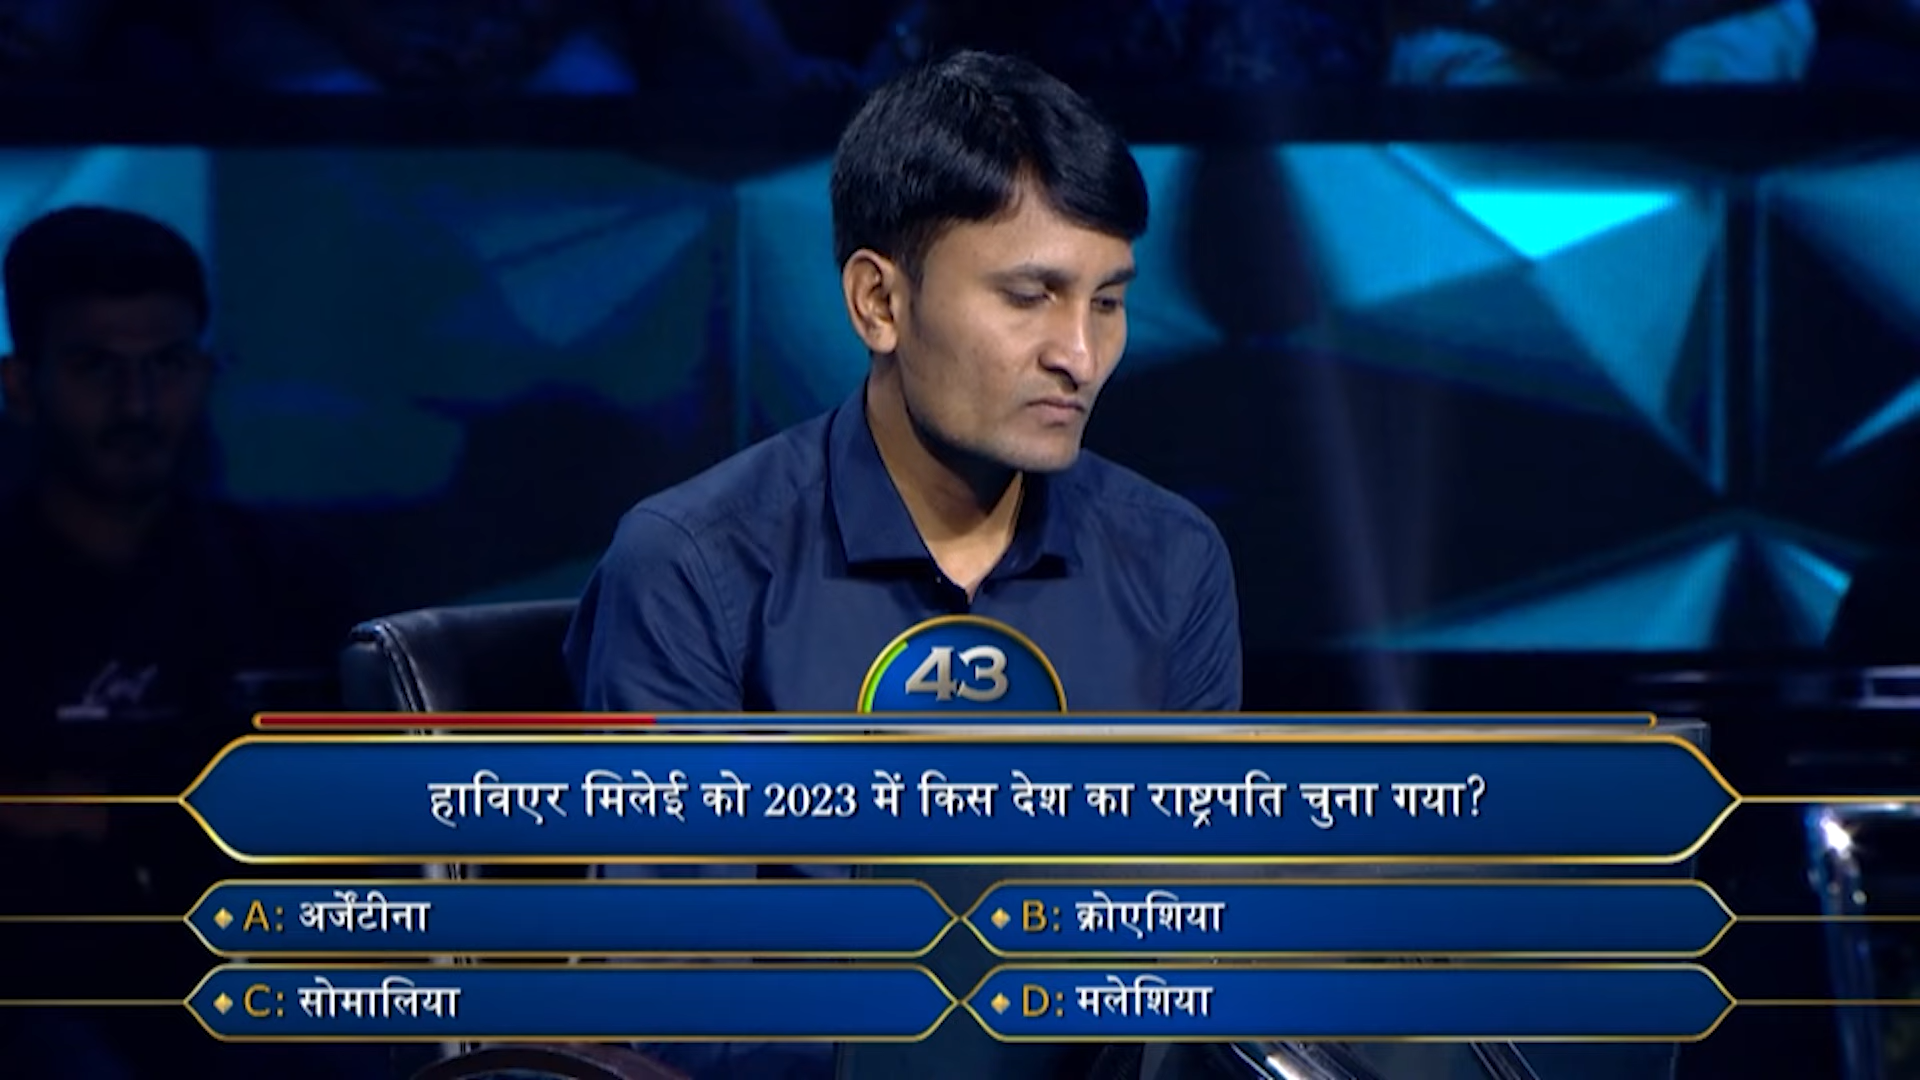 43
हाविएर मिलेई को 2023 में किस देश का राष्ट्रपति चुना गया?
A: अर्जेंटीना
B: क्रोएशिया
C: सोमालिया
D: मलेशिया